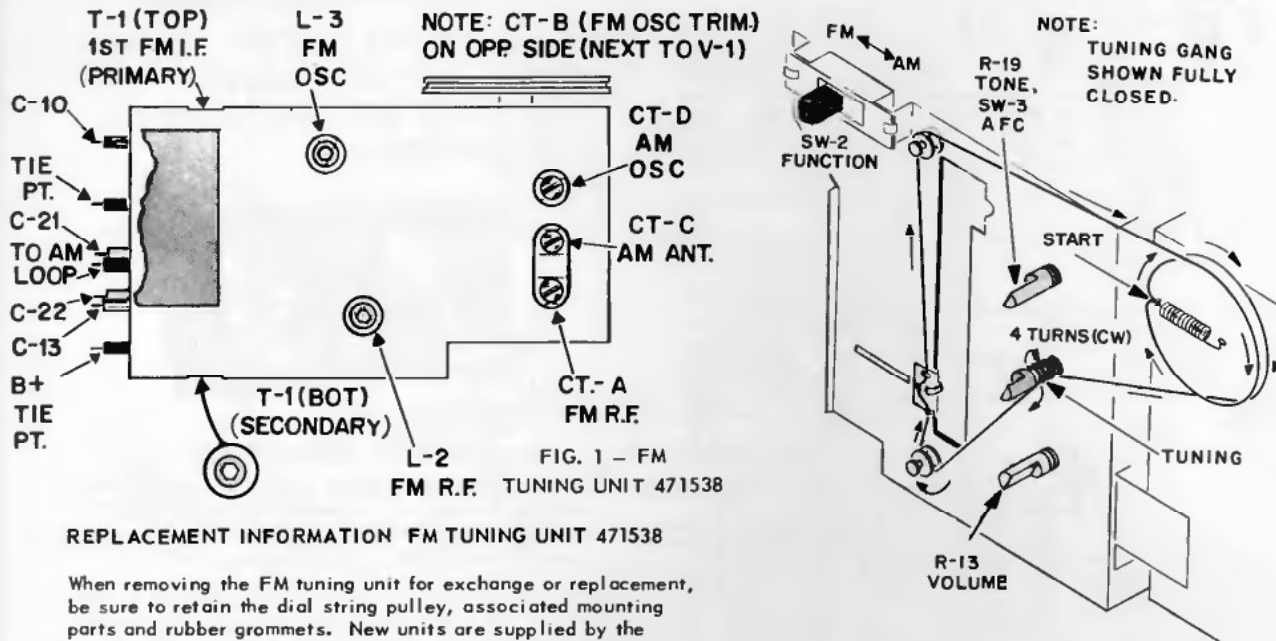 T-1 (TOP)
1ST FM I.F.
(PRIMARY)
L-3
FM
OSC
NOTE: CT-B (FM OSC TRIM.)
ON OPP. SIDE (NEXT TO V-1)
C-10
TIE
PT.
C-21
TO AM
LOOP
C-22
C-13
B+
TIE
PT.
CT-D
AM
OSC
CT-C
AM ANT.
CT.-A
FM R.F.
T-1 (BOT)
(SECONDARY)
L-2
FM R.F.
FIG. 1 – FM
TUNING UNIT 471538
FM
AM
SW-2
FUNCTION
R-19
TONE,
SW-3
AFC
NOTE:
TUNING GANG
SHOWN FULLY
CLOSED.
START
4 TURNS (CW)
TUNING
R-13
VOLUME
REPLACEMENT INFORMATION FM TUNING UNIT 471538
When removing the FM tuning unit for exchange or replacement,
be sure to retain the dial string pulley, associated mounting
parts and rubber grommets. New units are supplied by the